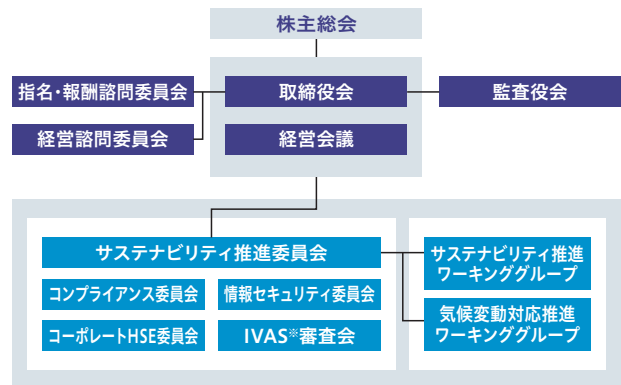 株主総会
指名・報酬諮問委員会
取締役会
監査役会
経営諮問委員会
経営会議
サステナビリティ推進委員会
コンプライアンス委員会
情報セキュリティ委員会
コーポレートHSE委員会
IVAS※審査会
サステナビリティ推進
ワーキンググループ
気候変動対応推進
ワーキンググループ